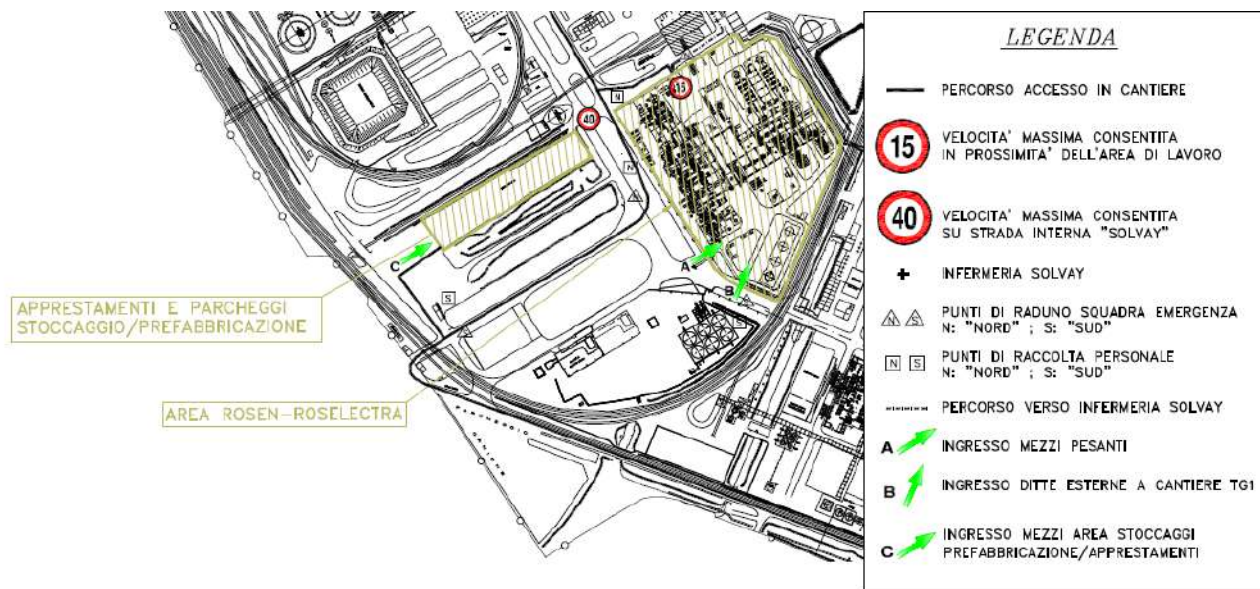 40
15
N
N
N
C
S
A
B
APPRESTAMENTI E PARCHEGGI
STOCCAGGIO/PREFABBRICAZIONE
AREA ROSEN-ROSELECTRA
LEGENDA
PERCORSO ACCESSO IN CANTIERE
15
VELOCITA' MASSIMA CONSENTITA
IN PROSSIMITA' DELL'AREA DI LAVORO
40
VELOCITA' MASSIMA CONSENTITA
SU STRADA INTERNA "SOLVAY"
INFERMERIA SOLVAY
N S
PUNTI DI RADUNO SQUADRA EMERGENZA
N: "NORD" ; S: "SUD"
N S
PUNTI DI RACCOLTA PERSONALE
N: "NORD" ; S: "SUD"
PERCORSO VERSO INFERMERIA SOLVAY
A
INGRESSO MEZZI PESANTI
B
INGRESSO DITTE ESTERNE A CANTIERE TG1
C
INGRESSO MEZZI AREA STOCCAGGI
PREFABBRICAZIONE/APPRESTAMENTI